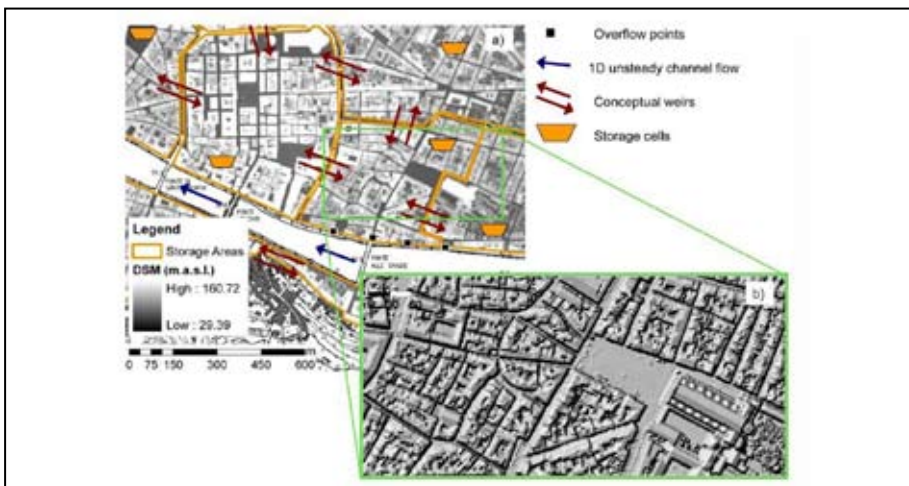 a)
Overflow points
1D unsteady channel flow
Conceptual weirs
Storage cells
Legend
Storage Areas
DSM (m.a.s.l.)
High : 160.72
Low : 29.39
m
0 75 150 300 450 600
b)